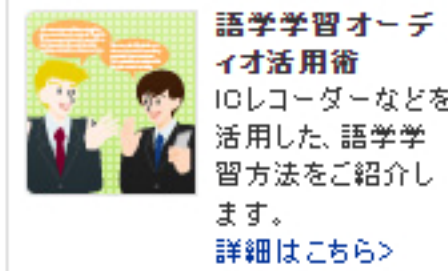 語学学習オーデ
ィオ活用術
ICレコーダーなどを
活用した、語学学
習方法をご紹介し
ます。
詳細はこちら>